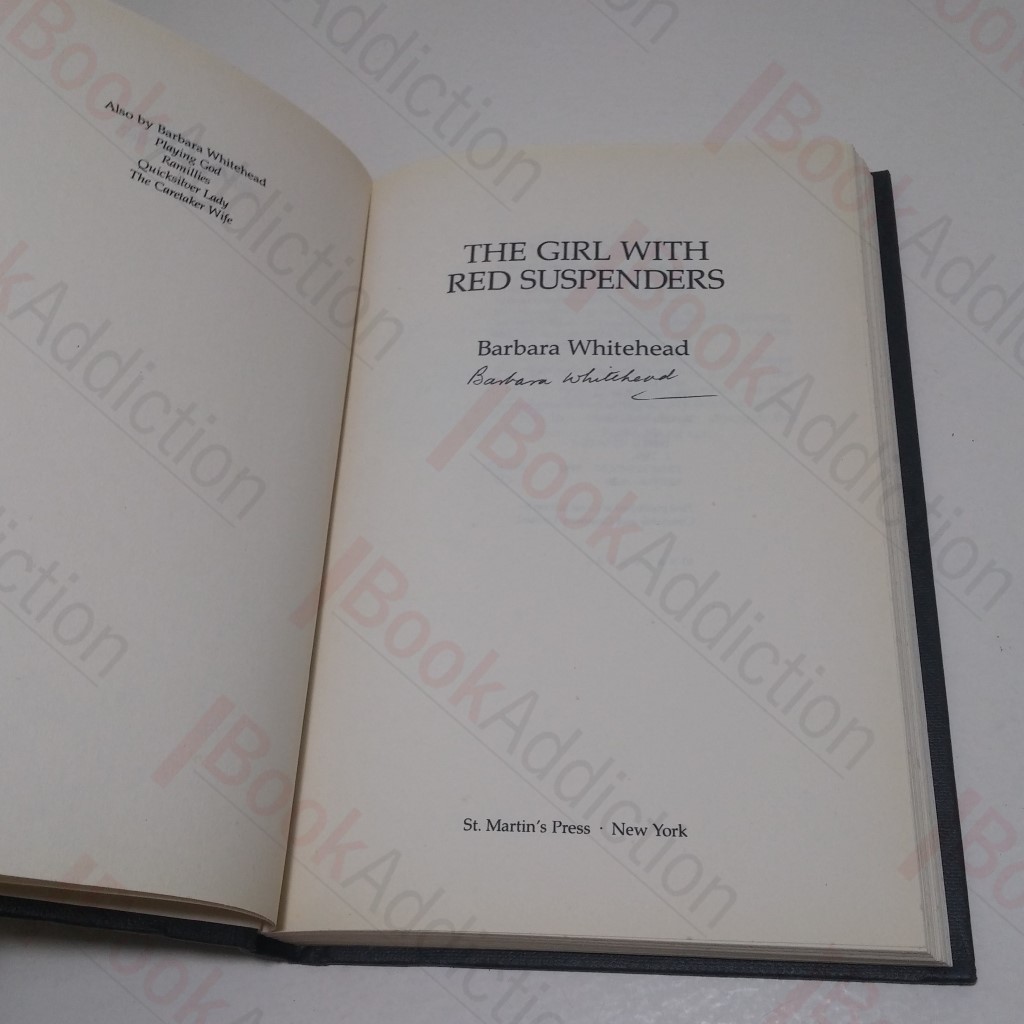 Also by Barbara Whitehead
Playing God
Ramillies
Quicksilver Lady
The Caretaker Wife
THE GIRL WITH
RED SUSPENDERS
Barbara Whitehead
Barbara Whitehead
St. Martin's Press · New York
BookAddiction